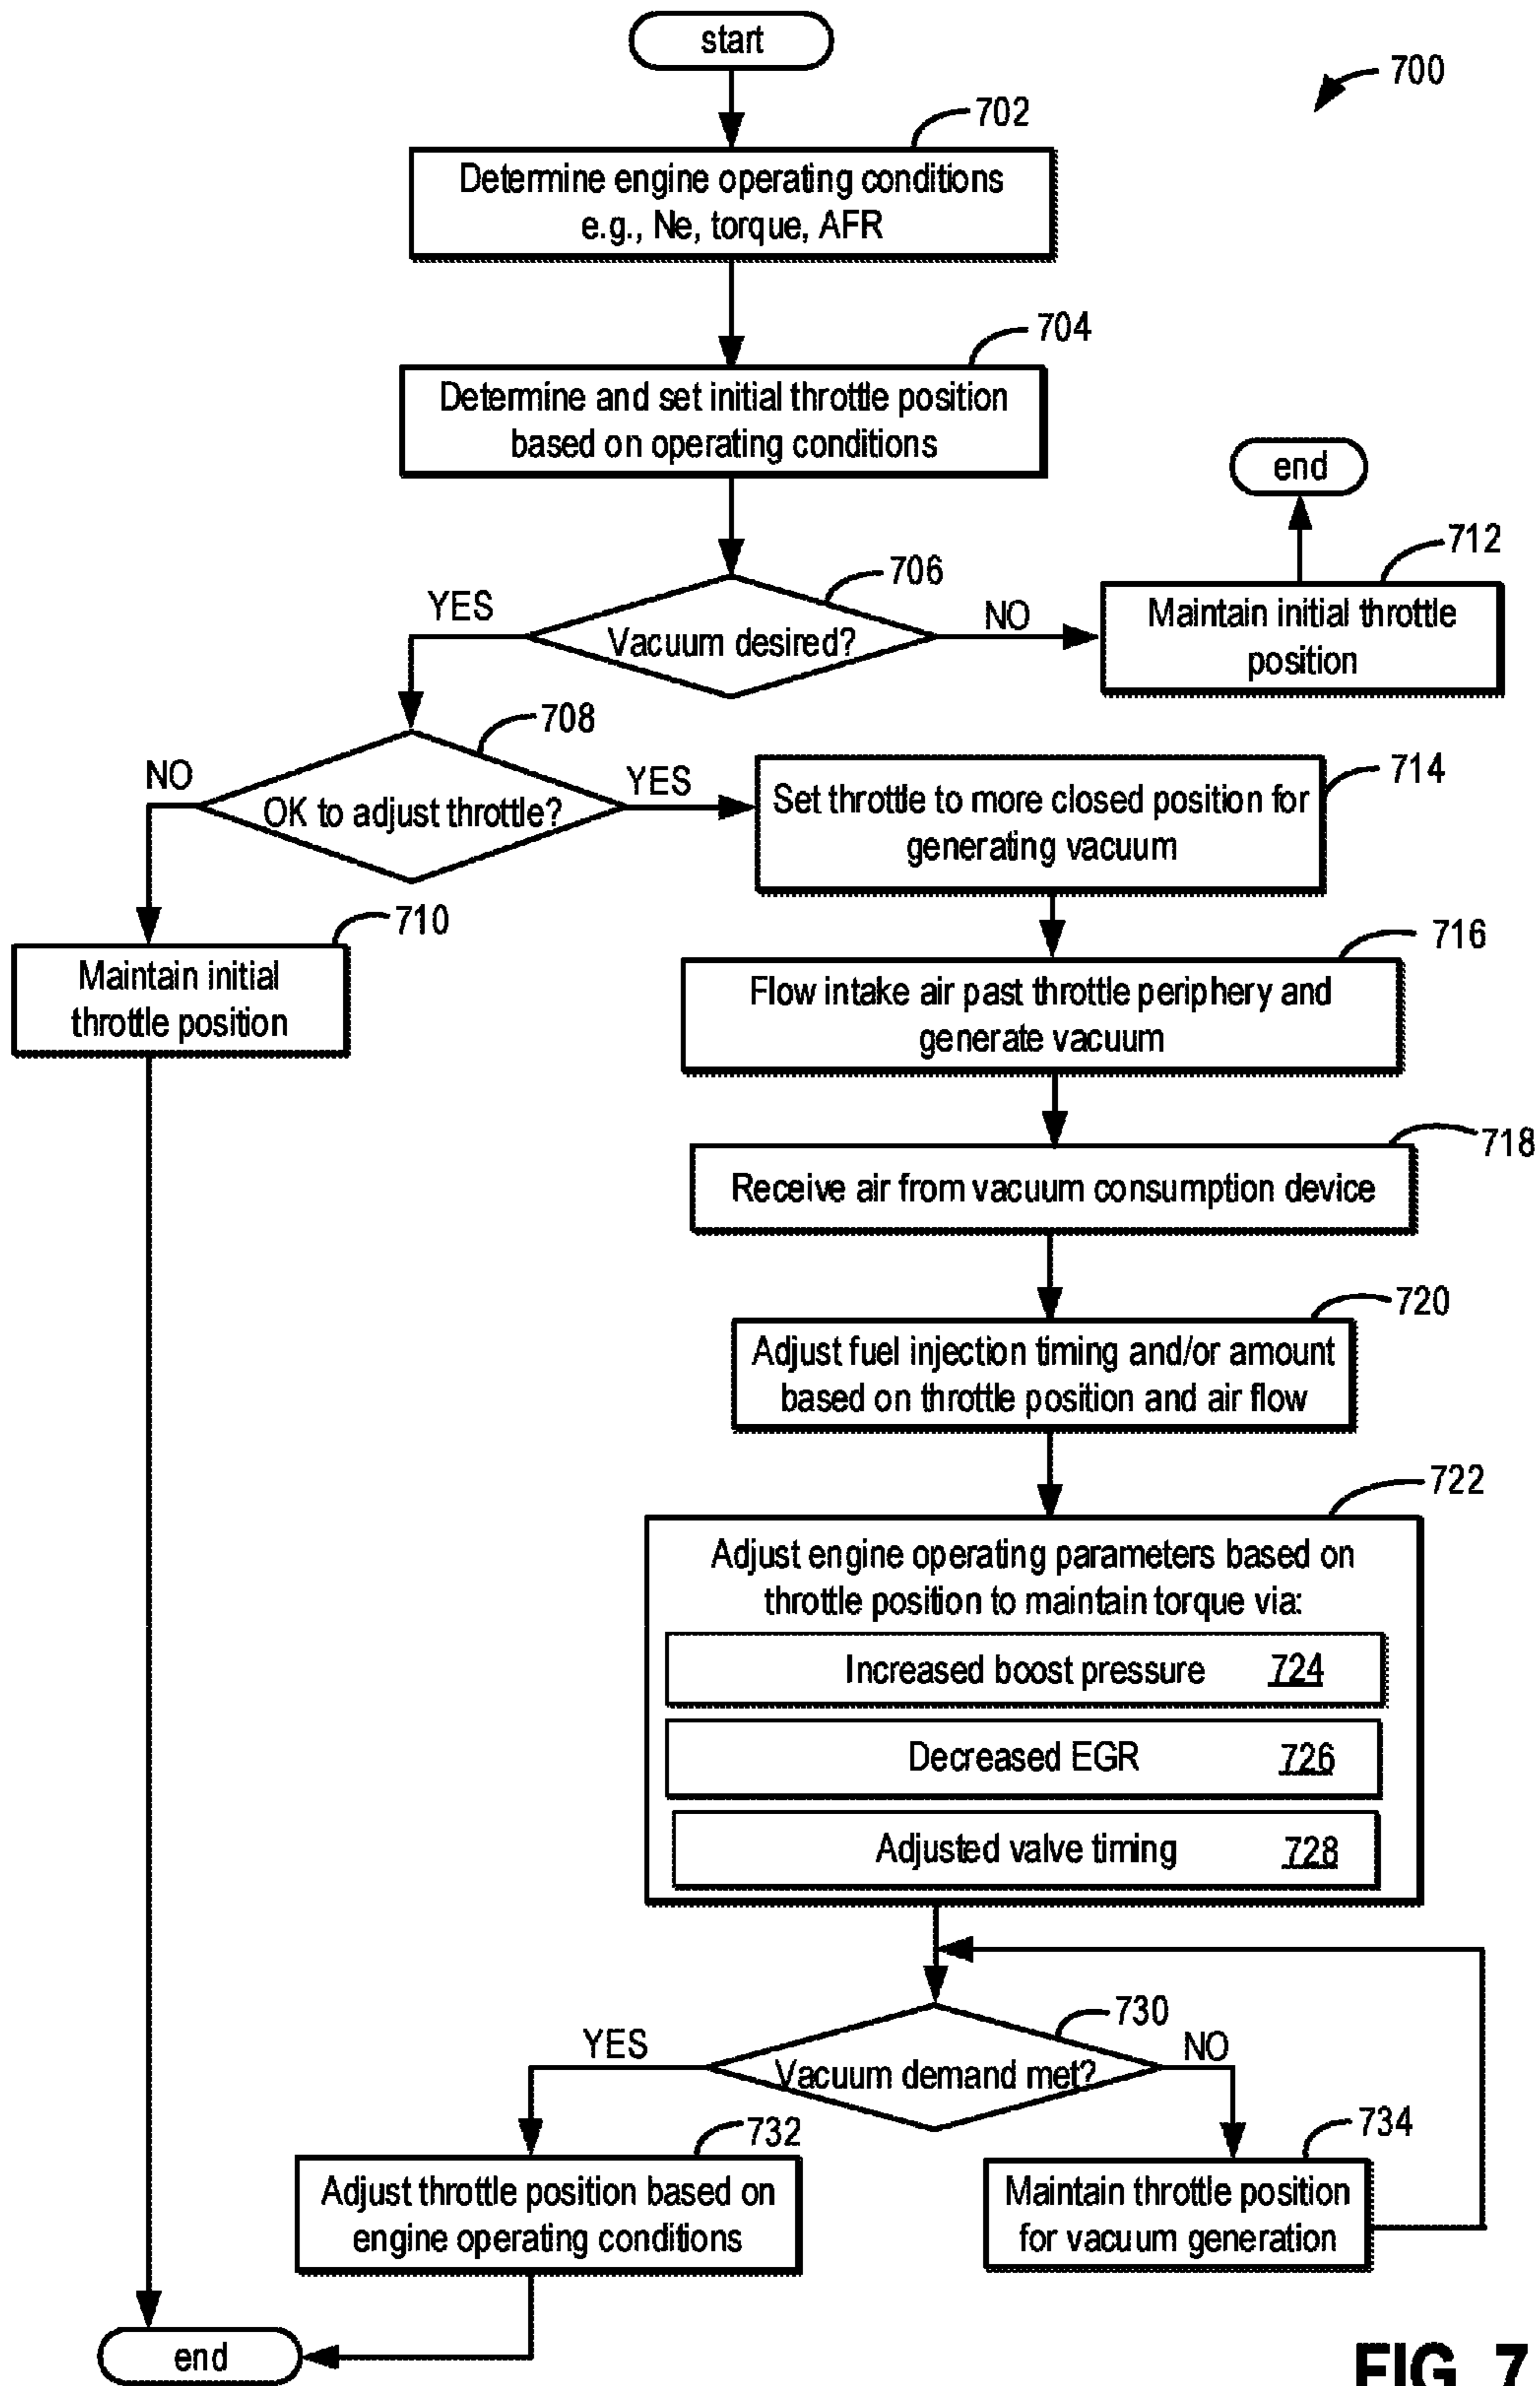 start
700
702
Determine engine operating conditions
e.g., Ne, torque, AFR
704
Determine and set initial throttle position
based on operating conditions
end
706
712
YES
Vacuum desired?
NO
Maintain initial throttle
position
708
NO
OK to adjust throttle?
YES
714
Set throttle to more closed position for
generating vacuum
710
Maintain initial
throttle position
716
Flow intake air past throttle periphery and
generate vacuum
718
Receive air from vacuum consumption device
720
Adjust fuel injection timing and/or amount
based on throttle position and air flow
722
Adjust engine operating parameters based on
throttle position to maintain torque via:
Increased boost pressure 724
Decreased EGR 726
Adjusted valve timing 728
730
YES
Vacuum demand met?
NO
732
734
Adjust throttle position based on
engine operating conditions
Maintain throttle position
for vacuum generation
end
FIG. 7